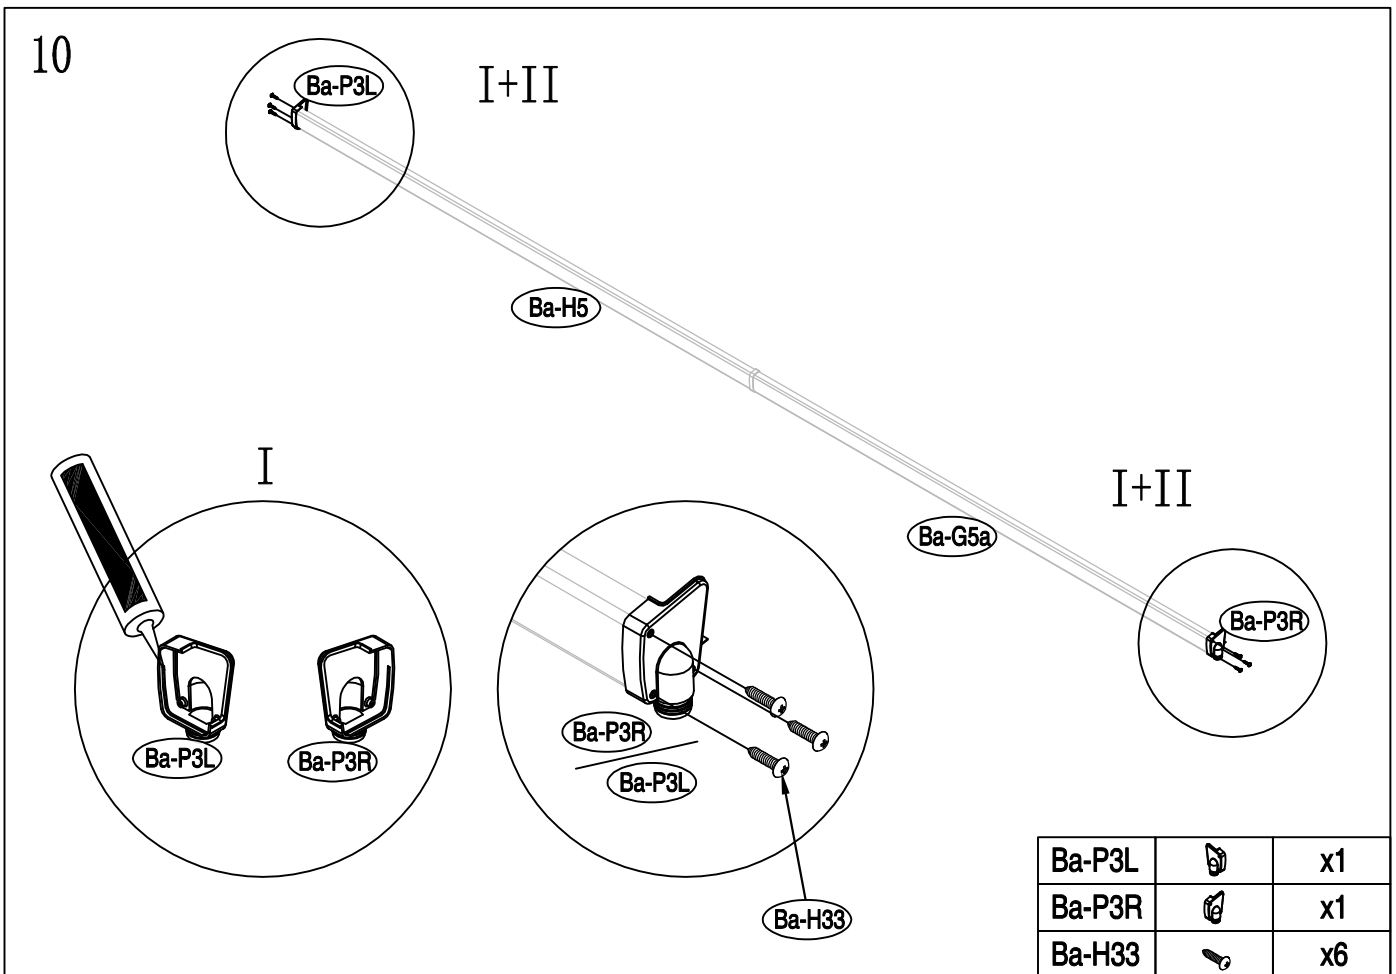 10
I+II
Ba-P3L
Ba-H5
I
I+II
Ba-G5a
Ba-P3R
Ba-P3L
Ba-P3R
Ba-P3R
Ba-P3L
Ba-H33
Ba-P3L x1
Ba-P3R x1
Ba-H33 x6